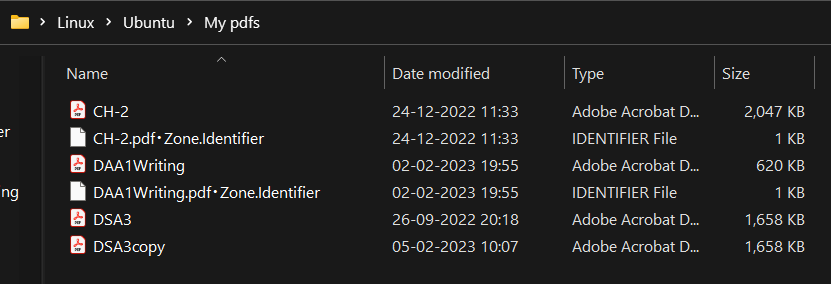 Linux > Ubuntu > My pdfs
Name Date modified Type Size
CH-2 24-12-2022 11:33 Adobe Acrobat D... 2,047 KB
er CH-2.pdf·Zone.Identifier 24-12-2022 11:33 IDENTIFIER File 1 KB
DAA1Writing 02-02-2023 19:55 Adobe Acrobat D... 620 KB
ng DAA1Writing.pdf·Zone.Identifier 02-02-2023 19:55 IDENTIFIER File 1 KB
DSA3 26-09-2022 20:18 Adobe Acrobat D... 1,658 KB
DSA3copy 05-02-2023 10:07 Adobe Acrobat D... 1,658 KB